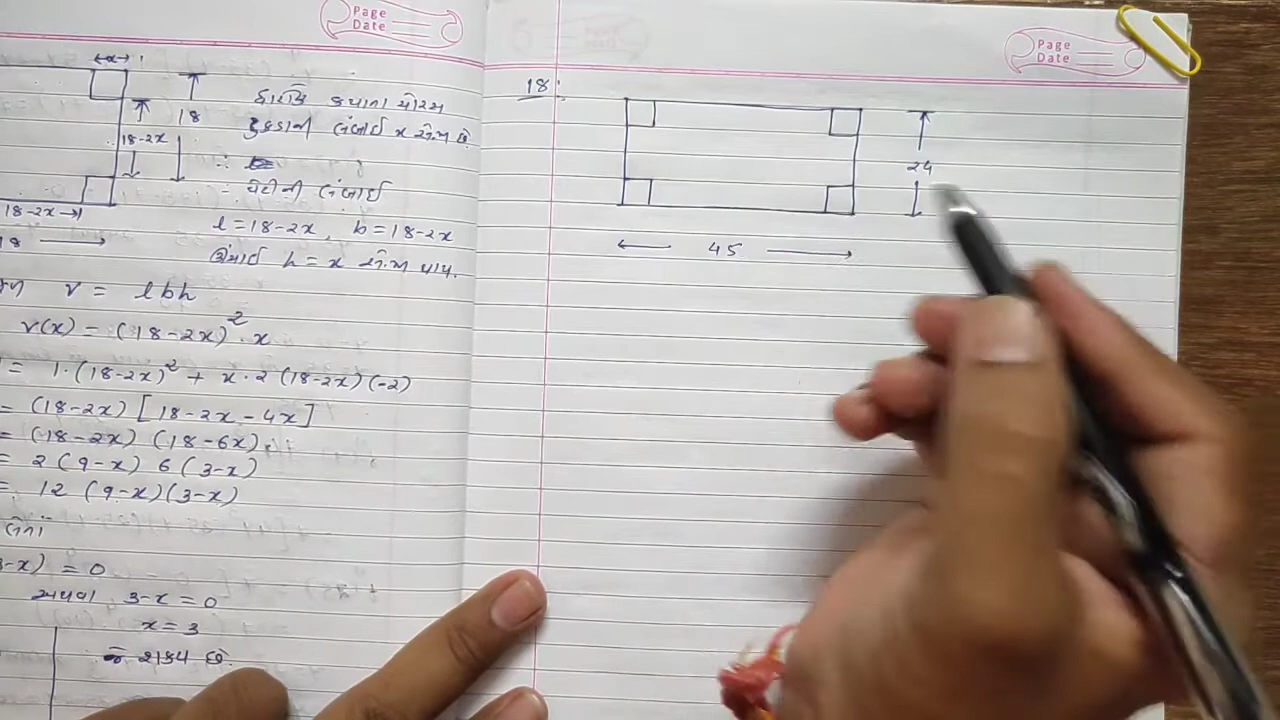 Page
Date
x
18
18-2x
18-2x
18
ટુકડાની લંબાઈ x સેમી છે.
∴
∴ પેટીની લંબાઈ
l = 18-2x, b = 18-2x
ઊંચાઈ h = x સેમી થાય.
v = lbh
v(x) = (18-2x)² · x
= 1·(18-2x)² + x·2(18-2x)(-2)
= (18-2x) [18-2x-4x]
= (18-2x) (18-6x)
= 2(9-x) 6(3-x)
= 12 (9-x)(3-x)
3-x) = 0
અથવા 3-x = 0
x = 3
Page
Date
18:
24
45